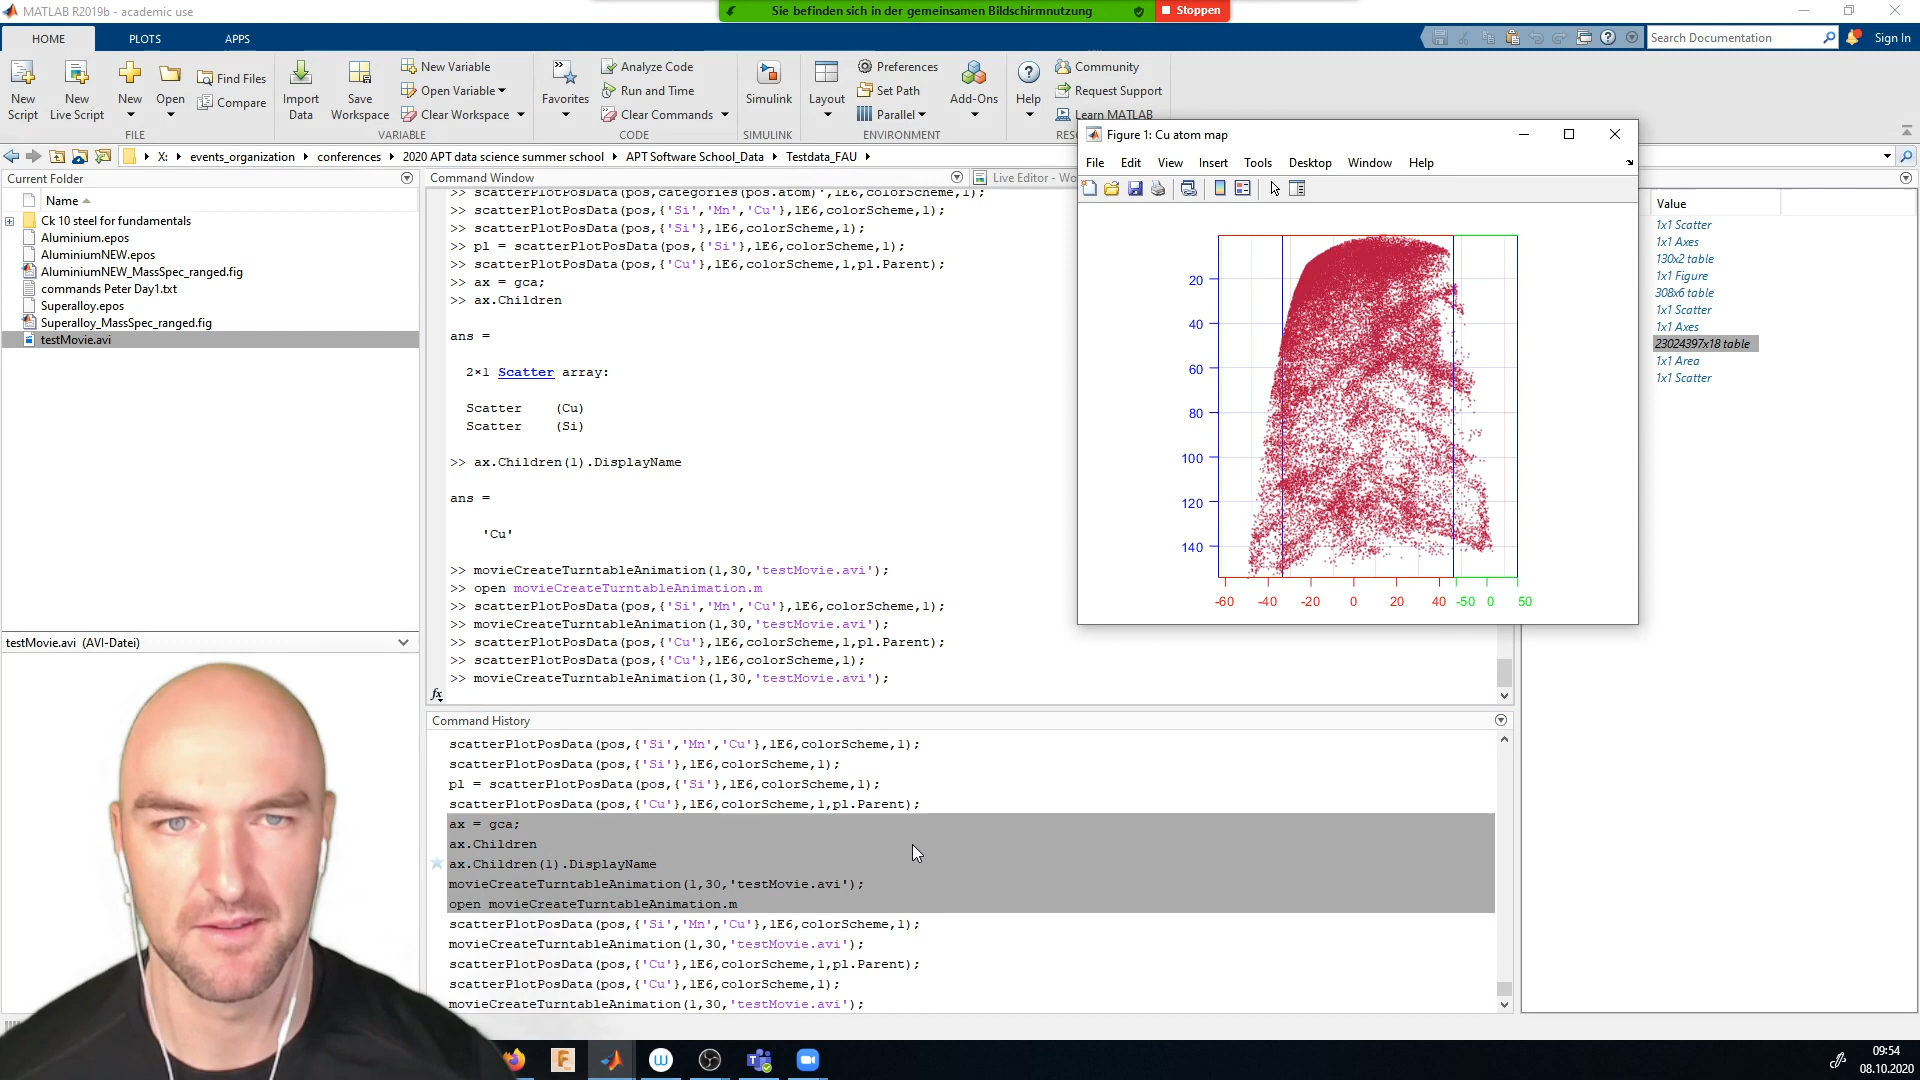 MATLAB R2019b - academic use
Sie befinden sich in der gemeinsamen Bildschirmnutzung
Stoppen
HOME
PLOTS
APPS
Search Documentation
Sign In
New Script
New Live Script
New
Open
Find Files
Compare
FILE
Import Data
Save Workspace
New Variable
Open Variable
Clear Workspace
VARIABLE
Favorites
Analyze Code
Run and Time
Clear Commands
CODE
Simulink
SIMULINK
Layout
Preferences
Set Path
Parallel
Add-Ons
ENVIRONMENT
Help
Community
Request Support
Learn MATLAB
X:
events_organization
conferences
2020 APT data science summer school
APT Software School_Data
Testdata_FAU
Current Folder
Name
Ck 10 steel for fundamentals
Aluminium.epos
AluminiumNEW.epos
AluminiumNEW_MassSpec_ranged.fig
commands Peter Day1.txt
Superalloy.epos
Superalloy_MassSpec_ranged.fig
testMovie.avi
testMovie.avi (AVI-Datei)
Command Window
>> scatterPlotPosData(pos,categories(pos.atom)',1E6,colorScheme,1);
>> scatterPlotPosData(pos,{'Si','Mn','Cu'},1E6,colorScheme,1);
>> scatterPlotPosData(pos,{'Si'},1E6,colorScheme,1);
>> pl = scatterPlotPosData(pos,{'Si'},1E6,colorScheme,1);
>> scatterPlotPosData(pos,{'Cu'},1E6,colorScheme,1,pl.Parent);
>> ax = gca;
>> ax.Children
ans =
2×1 Scatter array:
Scatter (Cu)
Scatter (Si)
>> ax.Children(1).DisplayName
ans =
'Cu'
>> movieCreateTurntableAnimation(1,30,'testMovie.avi');
>> open movieCreateTurntableAnimation.m
>> scatterPlotPosData(pos,{'Si','Mn','Cu'},1E6,colorScheme,1);
>> movieCreateTurntableAnimation(1,30,'testMovie.avi');
>> scatterPlotPosData(pos,{'Cu'},1E6,colorScheme,1,pl.Parent);
>> scatterPlotPosData(pos,{'Cu'},1E6,colorScheme,1);
>> movieCreateTurntableAnimation(1,30,'testMovie.avi');
fx
Live Editor
Command History
scatterPlotPosData(pos,{'Si','Mn','Cu'},1E6,colorScheme,1);
scatterPlotPosData(pos,{'Si'},1E6,colorScheme,1);
pl = scatterPlotPosData(pos,{'Si'},1E6,colorScheme,1);
scatterPlotPosData(pos,{'Cu'},1E6,colorScheme,1,pl.Parent);
ax = gca;
ax.Children
ax.Children(1).DisplayName
movieCreateTurntableAnimation(1,30,'testMovie.avi');
open movieCreateTurntableAnimation.m
scatterPlotPosData(pos,{'Si','Mn','Cu'},1E6,colorScheme,1);
movieCreateTurntableAnimation(1,30,'testMovie.avi');
scatterPlotPosData(pos,{'Cu'},1E6,colorScheme,1,pl.Parent);
scatterPlotPosData(pos,{'Cu'},1E6,colorScheme,1);
movieCreateTurntableAnimation(1,30,'testMovie.avi');
Figure 1: Cu atom map
File Edit View Insert Tools Desktop Window Help
20
40
60
80
100
120
140
-60 -40 -20 0 20 40 -50 0 50
Value
1x1 Scatter
1x1 Axes
130x2 table
1x1 Figure
308x6 table
1x1 Scatter
1x1 Axes
23024397x18 table
1x1 Area
1x1 Scatter
09:54
08.10.2020